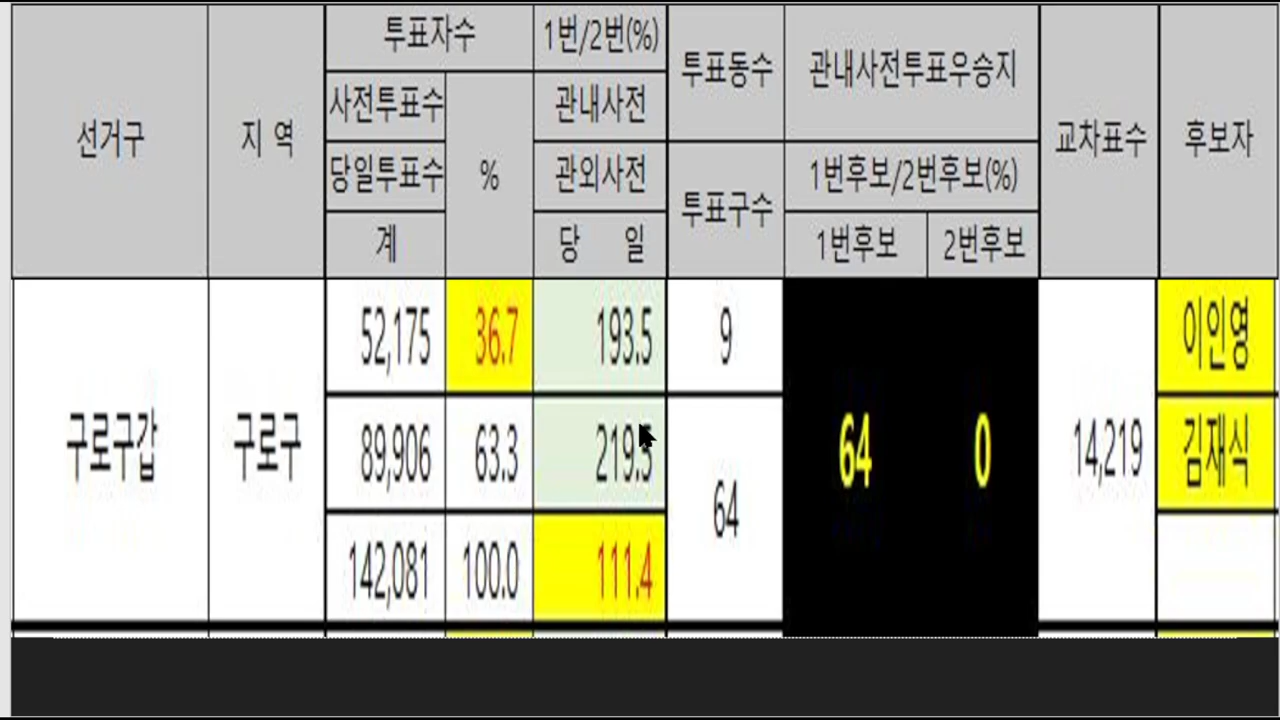 선거구
지 역
투표자수
사전투표수
당일투표수
계
%
1번/2번(%)
관내사전
관외사전
당 일
투표동수
투표구수
관내사전투표우승지
1번후보/2번후보(%)
1번후보
2번후보
교차표수
후보자
구로구갑
구로구
52,175
36.7
193.5
9
이인영
89,906
63.3
219.5
64
64
0
14,219
김재식
142,081
100.0
111.4